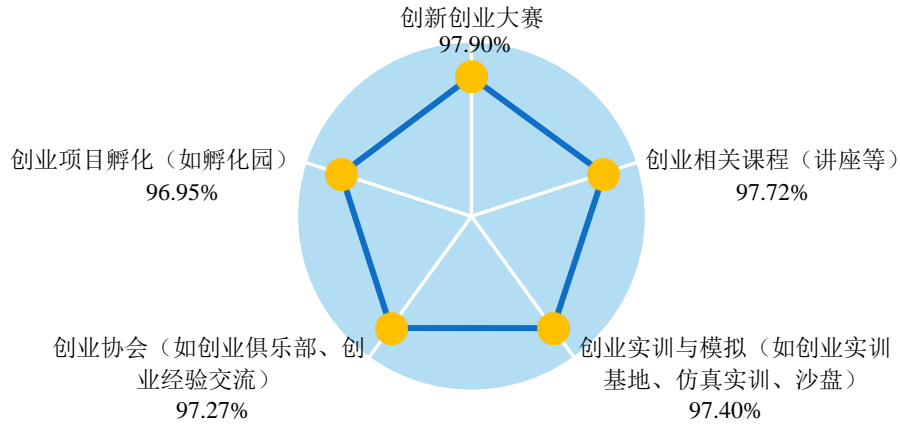 创新创业大赛
97.90%
创业项目孵化（如孵化园）
96.95%
创业相关课程（讲座等）
97.72%
创业协会（如创业俱乐部、创
业经验交流）
97.27%
创业实训与模拟（如创业实训
基地、仿真实训、沙盘）
97.40%